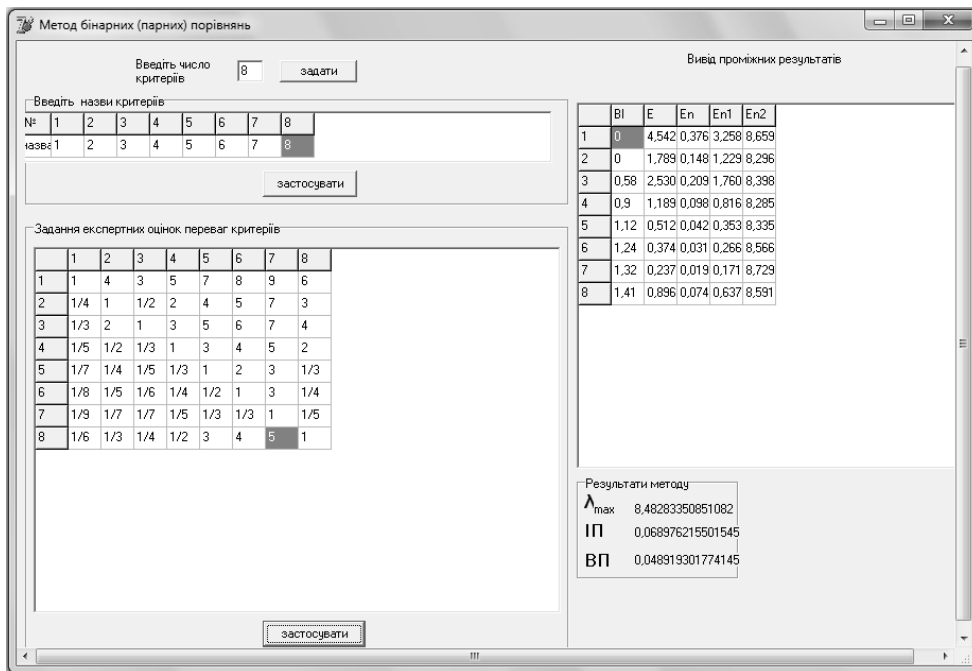 Метод бінарних (парних) порівнянь
Введіть число критеріїв 8 задати
Введіть назви критеріїв
№ 1 2 3 4 5 6 7 8
назва 1 2 3 4 5 6 7 8
застосувати
Задання експертних оцінок переваг критеріїв
1 2 3 4 5 6 7 8
1 1 4 3 5 7 8 9 6
2 1/4 1 1/2 2 4 5 7 3
3 1/3 2 1 3 5 6 7 4
4 1/5 1/2 1/3 1 3 4 5 2
5 1/7 1/4 1/5 1/3 1 2 3 1/3
6 1/8 1/5 1/6 1/4 1/2 1 3 1/4
7 1/9 1/7 1/7 1/5 1/3 1/3 1 1/5
8 1/6 1/3 1/4 1/2 3 4 5 1
застосувати
Вивід проміжних результатів
ВІ E En En1 En2
1 0 4,542 0,376 3,258 8,659
2 0 1,789 0,148 1,229 8,296
3 0,58 2,530 0,209 1,760 8,398
4 0,9 1,189 0,098 0,816 8,285
5 1,12 0,512 0,042 0,353 8,335
6 1,24 0,374 0,031 0,266 8,566
7 1,32 0,237 0,019 0,171 8,729
8 1,41 0,896 0,074 0,637 8,591
Результати методу
λmax 8,48283350851082
ІП 0,068976215501545
ВП 0,048919301774145